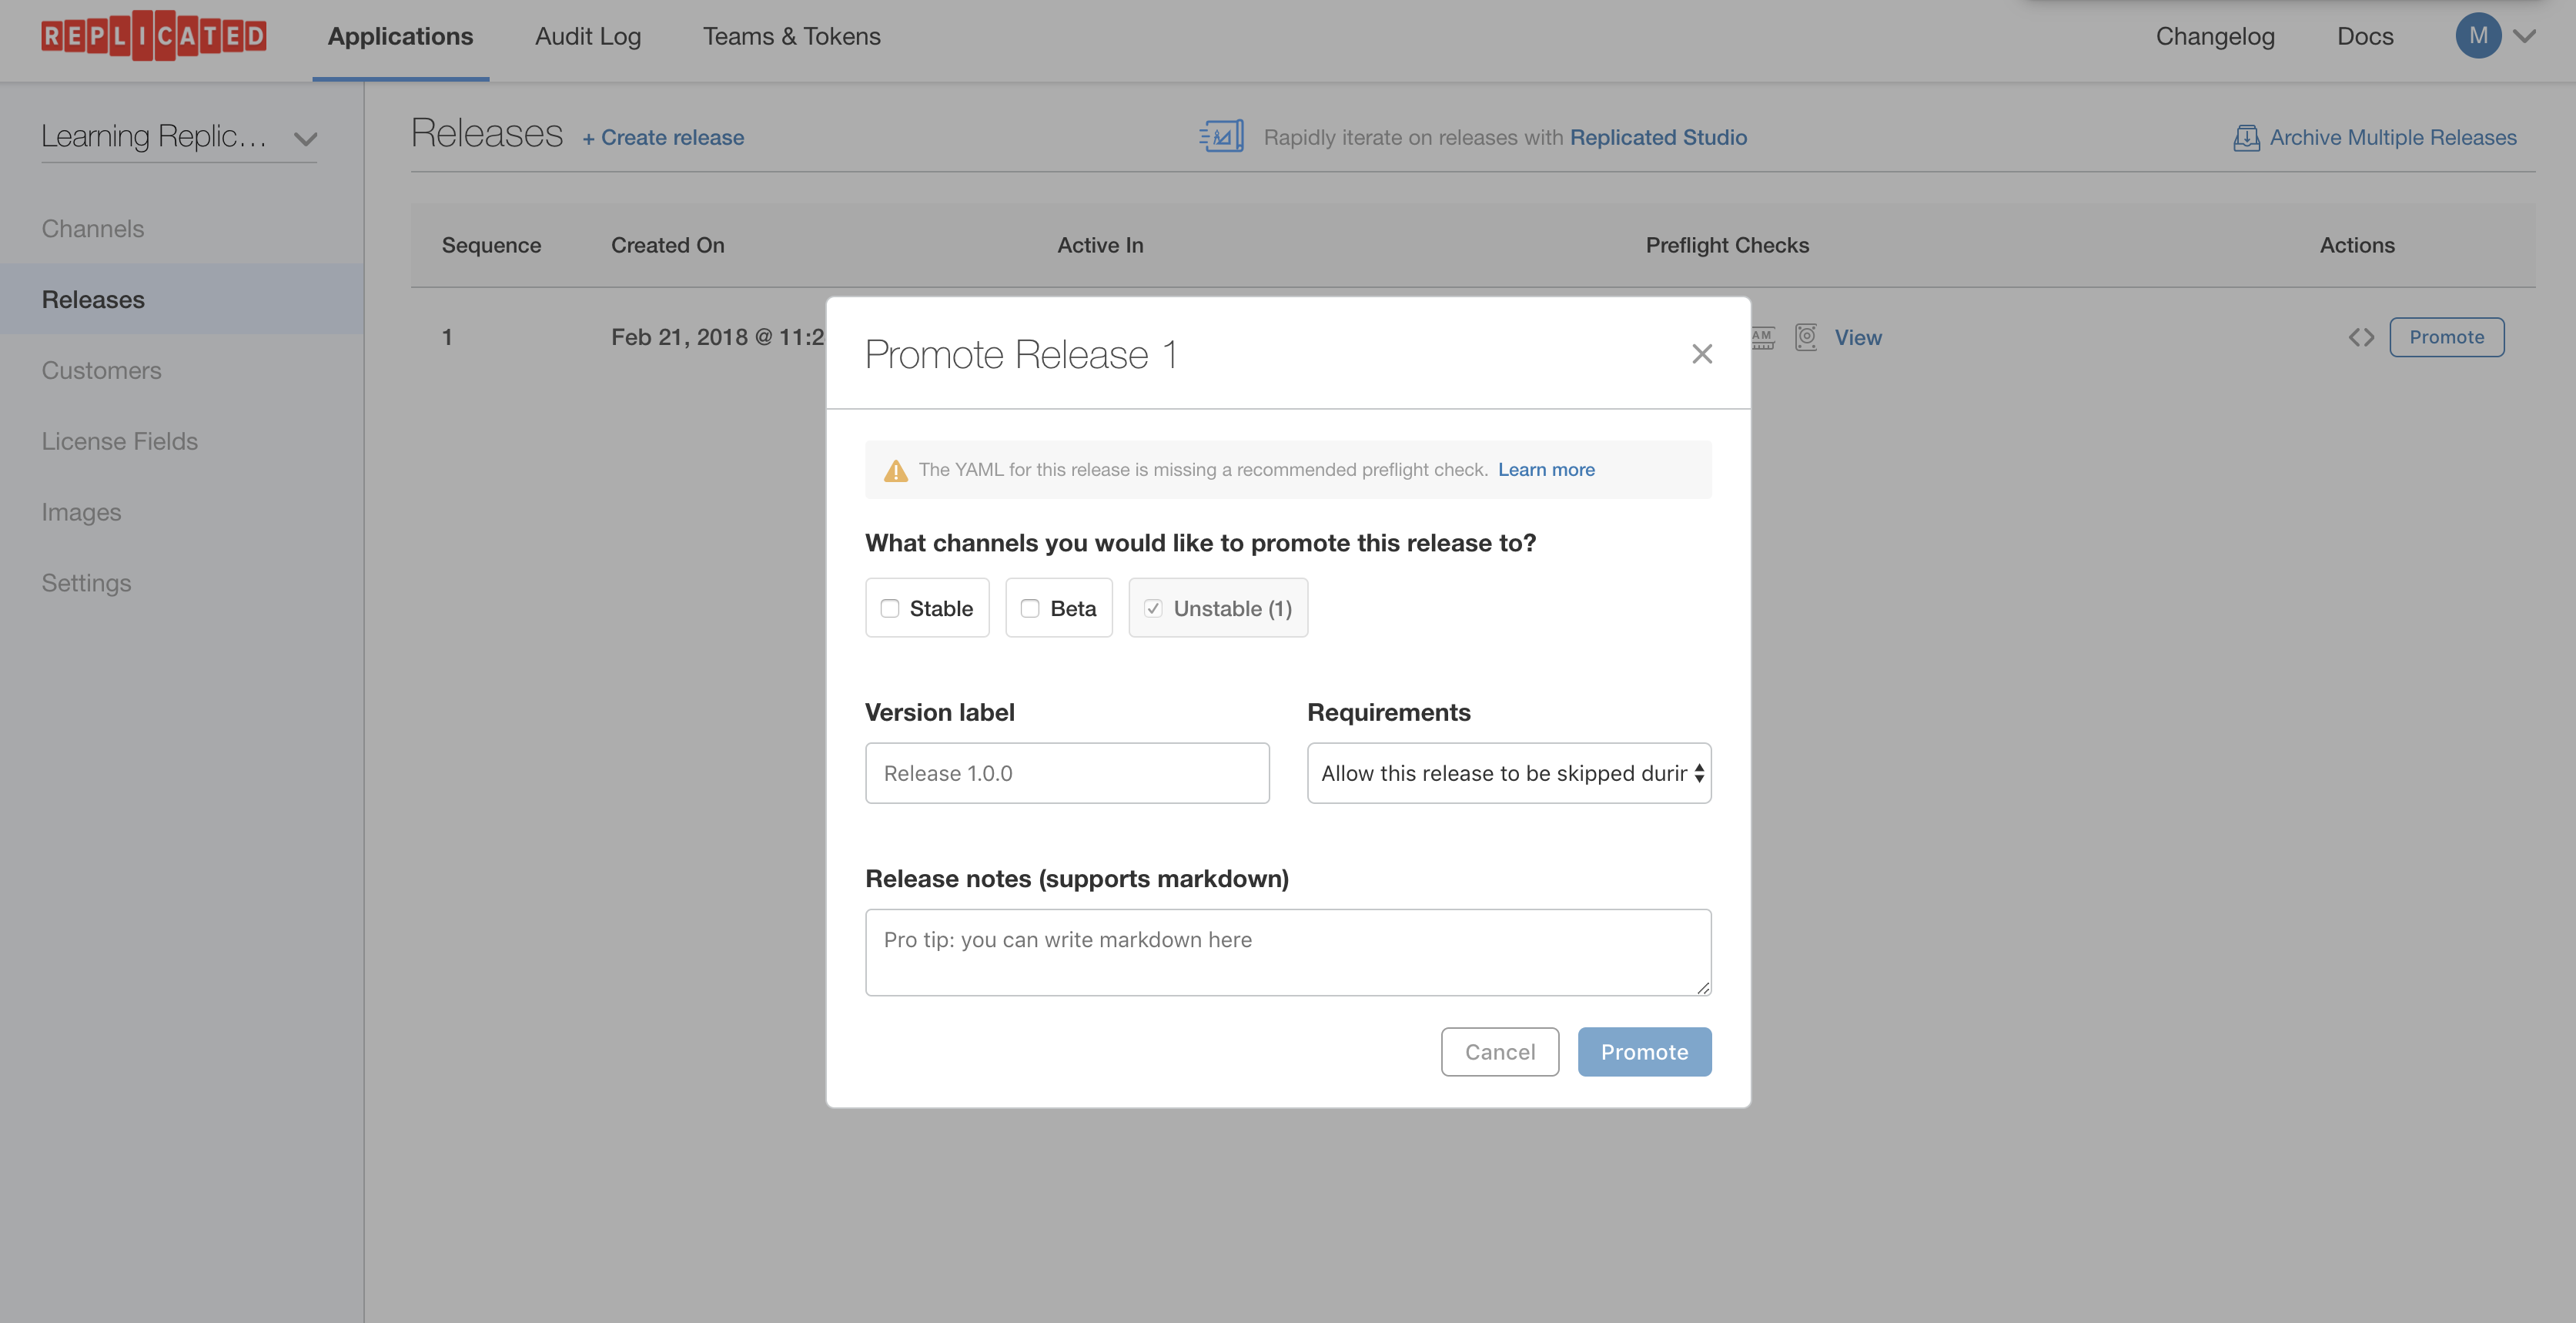 REPLICATED
Applications
Audit Log
Teams & Tokens
Changelog
Docs
M
Learning Replic...
Releases
+ Create release
Rapidly iterate on releases with Replicated Studio
Archive Multiple Releases
Channels
Releases
Customers
License Fields
Images
Settings
Sequence
Created On
Active In
Preflight Checks
Actions
1
Feb 21, 2018 @ 11:2
AM
View
Promote
Promote Release 1
The YAML for this release is missing a recommended preflight check. Learn more
What channels you would like to promote this release to?
Stable
Beta
Unstable (1)
Version label
Requirements
Release 1.0.0
Allow this release to be skipped durir
Release notes (supports markdown)
Pro tip: you can write markdown here
Cancel
Promote